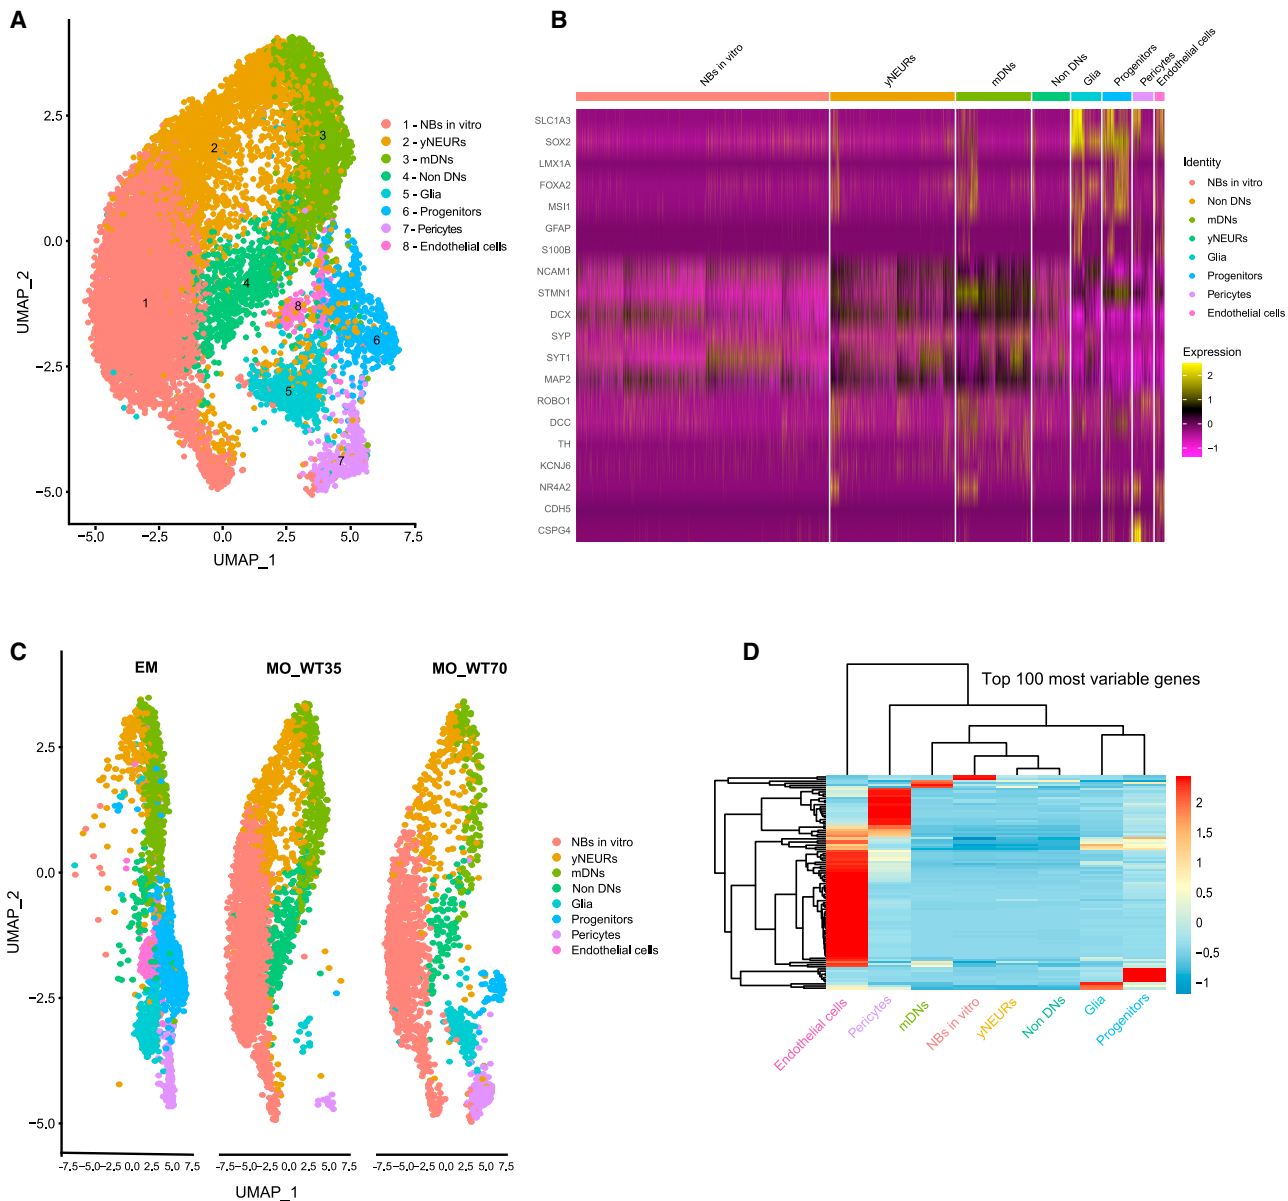 A
2.5
0.0
−2.5
−5.0
UMAP_2
−5.0 −2.5 0.0 2.5 5.0 7.5
UMAP_1
1
2
3
4
5
6
7
8
1 - NBs in vitro
2 - yNEURs
3 - mDNs
4 - Non DNs
5 - Glia
6 - Progenitors
7 - Pericytes
8 - Endothelial cells
B
NBs in vitro
yNEURs
mDNs
Non DNs
Glia
Progenitors
Pericytes
Endothelial cells
SLC1A3
SOX2
LMX1A
FOXA2
MSI1
GFAP
S100B
NCAM1
STMN1
DCX
SYP
SYT1
MAP2
ROBO1
DCC
TH
KCNJ6
NR4A2
CDH5
CSPG4
Identity
NBs in vitro
Non DNs
mDNs
yNEURs
Glia
Progenitors
Pericytes
Endothelial cells
Expression
2
1
0
−1
C
EM
MO_WT35
MO_WT70
2.5
0.0
−2.5
−5.0
UMAP_2
−7.5 −5.0 −2.5 0.0 2.5 5.0 7.5
−7.5 −5.0 −2.5 0.0 2.5 5.0 7.5
−7.5 −5.0 −2.5 0.0 2.5 5.0 7.5
UMAP_1
NBs in vitro
yNEURs
mDNs
Non DNs
Glia
Progenitors
Pericytes
Endothelial cells
D
Top 100 most variable genes
2
1,5
1
0,5
0
−0,5
−1
Endothelial cells
Pericytes
mDNs
NBs in vitro
yNEURs
Non DNs
Glia
Progenitors